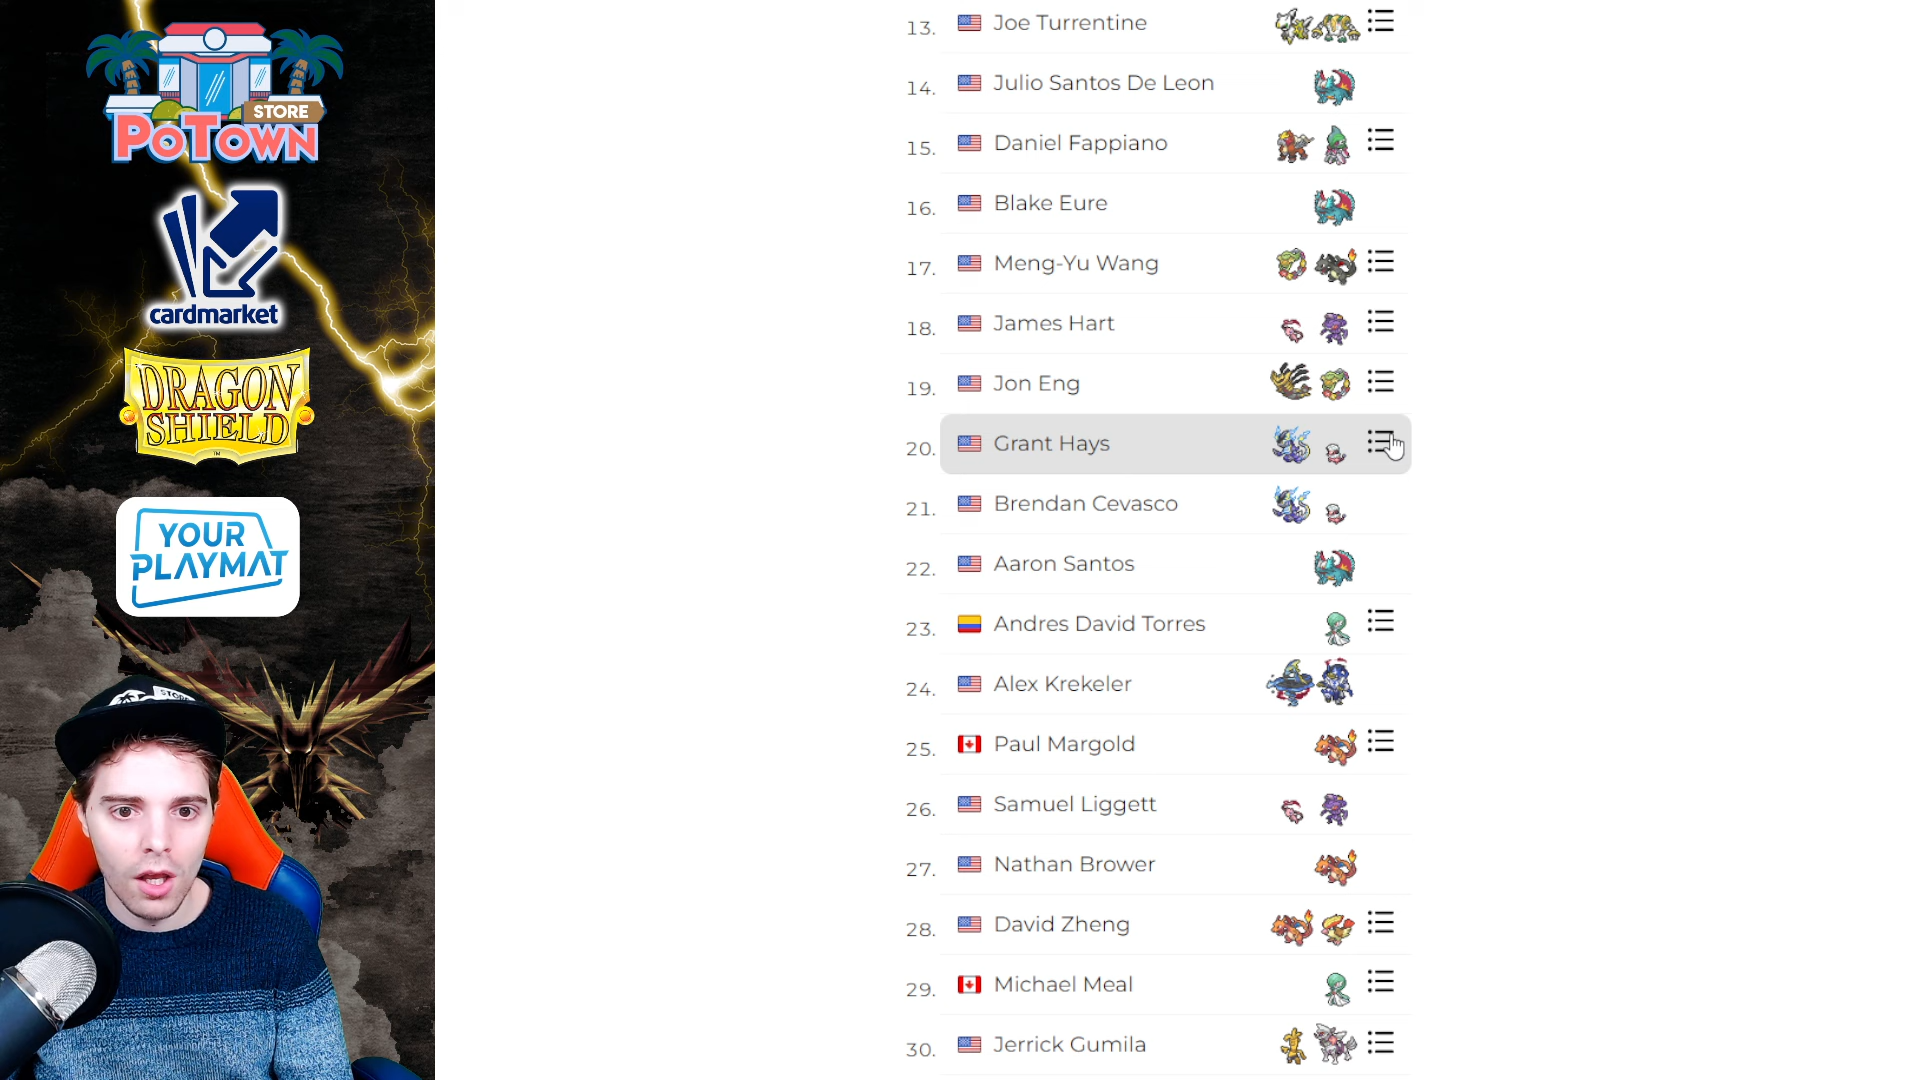 STORE
PoTown
cardmarket
DRAGON
SHIELD
YOUR
PLAYMAT
13. Joe Turrentine
14. Julio Santos De Leon
15. Daniel Fappiano
16. Blake Eure
17. Meng-Yu Wang
18. James Hart
19. Jon Eng
20. Grant Hays
21. Brendan Cevasco
22. Aaron Santos
23. Andres David Torres
24. Alex Krekeler
25. Paul Margold
26. Samuel Liggett
27. Nathan Brower
28. David Zheng
29. Michael Meal
30. Jerrick Gumila